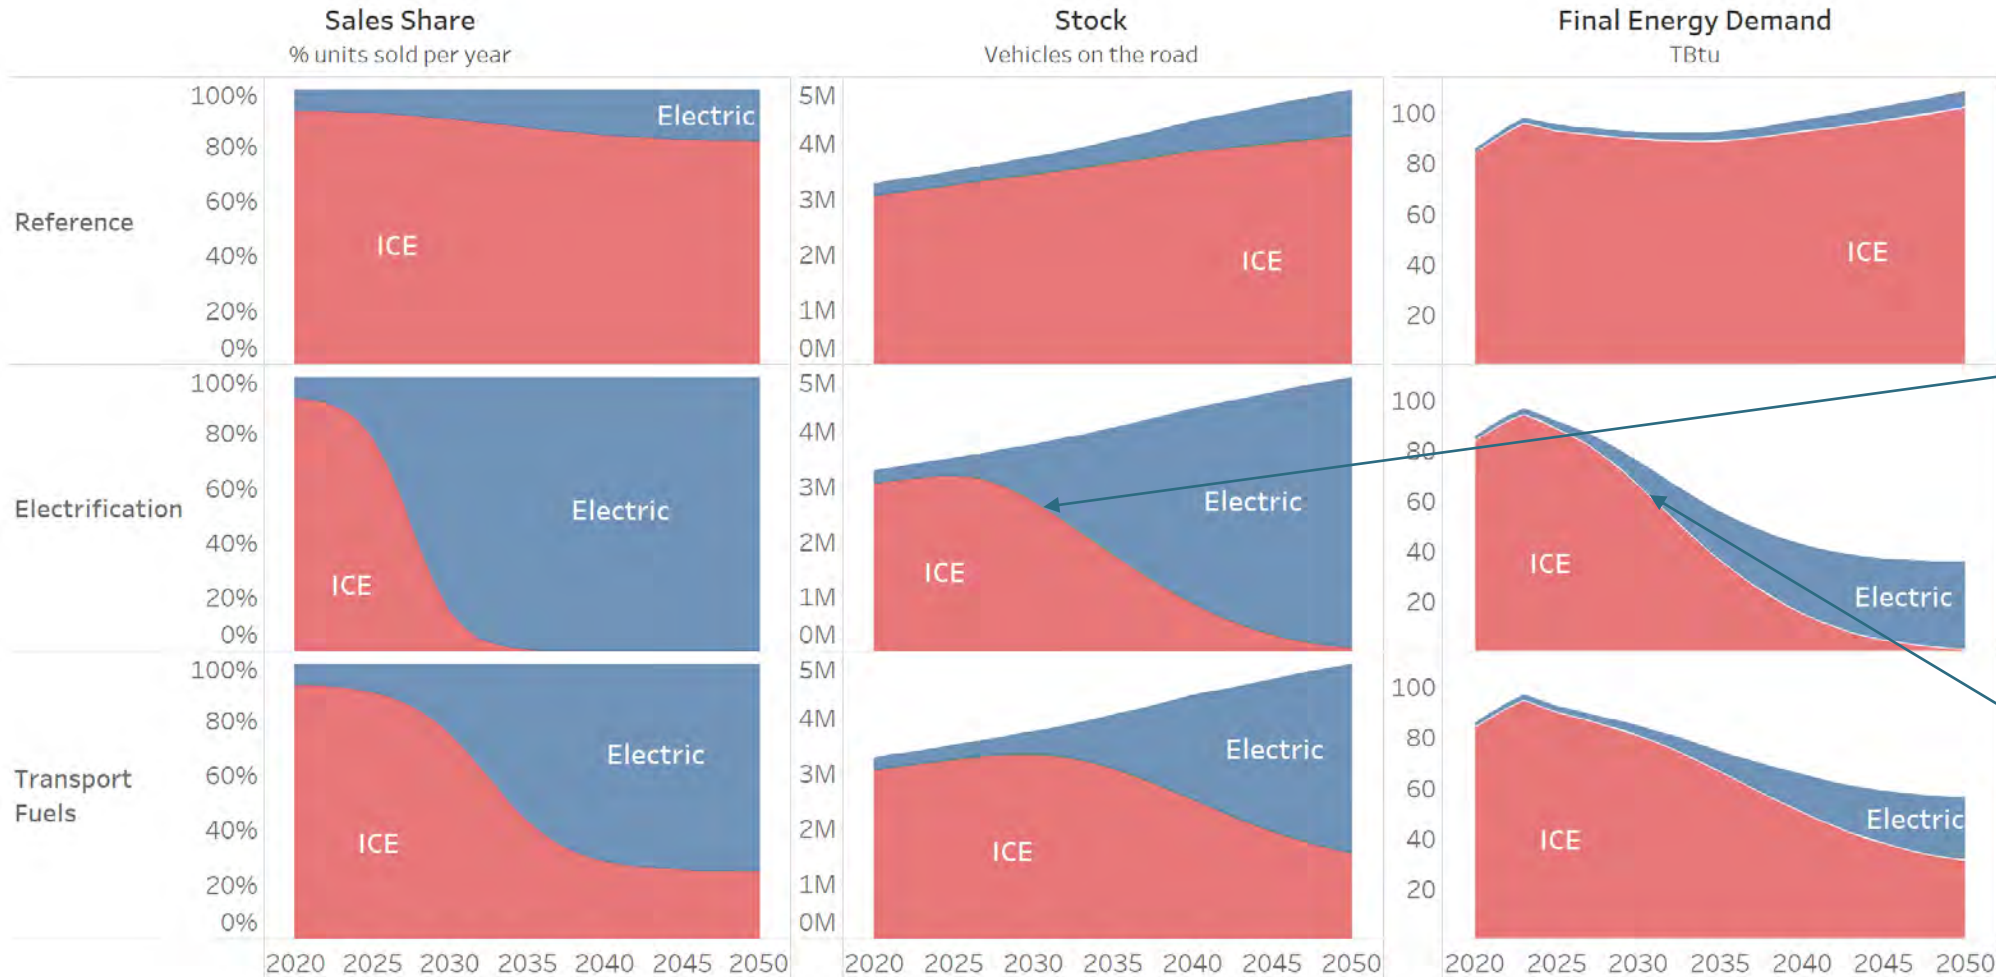 Sales Share
% units sold per year
Stock
Vehicles on the road
Final Energy Demand
TBtu
Reference
100%
80%
60%
40%
20%
0%
Electric
ICE
5M
4M
3M
2M
1M
0M
ICE
100
80
60
40
20
ICE
Electrification
100%
80%
60%
40%
20%
0%
Electric
ICE
5M
4M
3M
2M
1M
0M
Electric
ICE
100
80
60
40
20
ICE
Electric
Transport
Fuels
100%
80%
60%
40%
20%
0%
Electric
ICE
5M
4M
3M
2M
1M
0M
Electric
ICE
100
80
60
40
20
Electric
ICE
2020 2025 2030 2035 2040 2045 2050
2020 2025 2030 2035 2040 2045 2050
2020 2025 2030 2035 2040 2045 2050